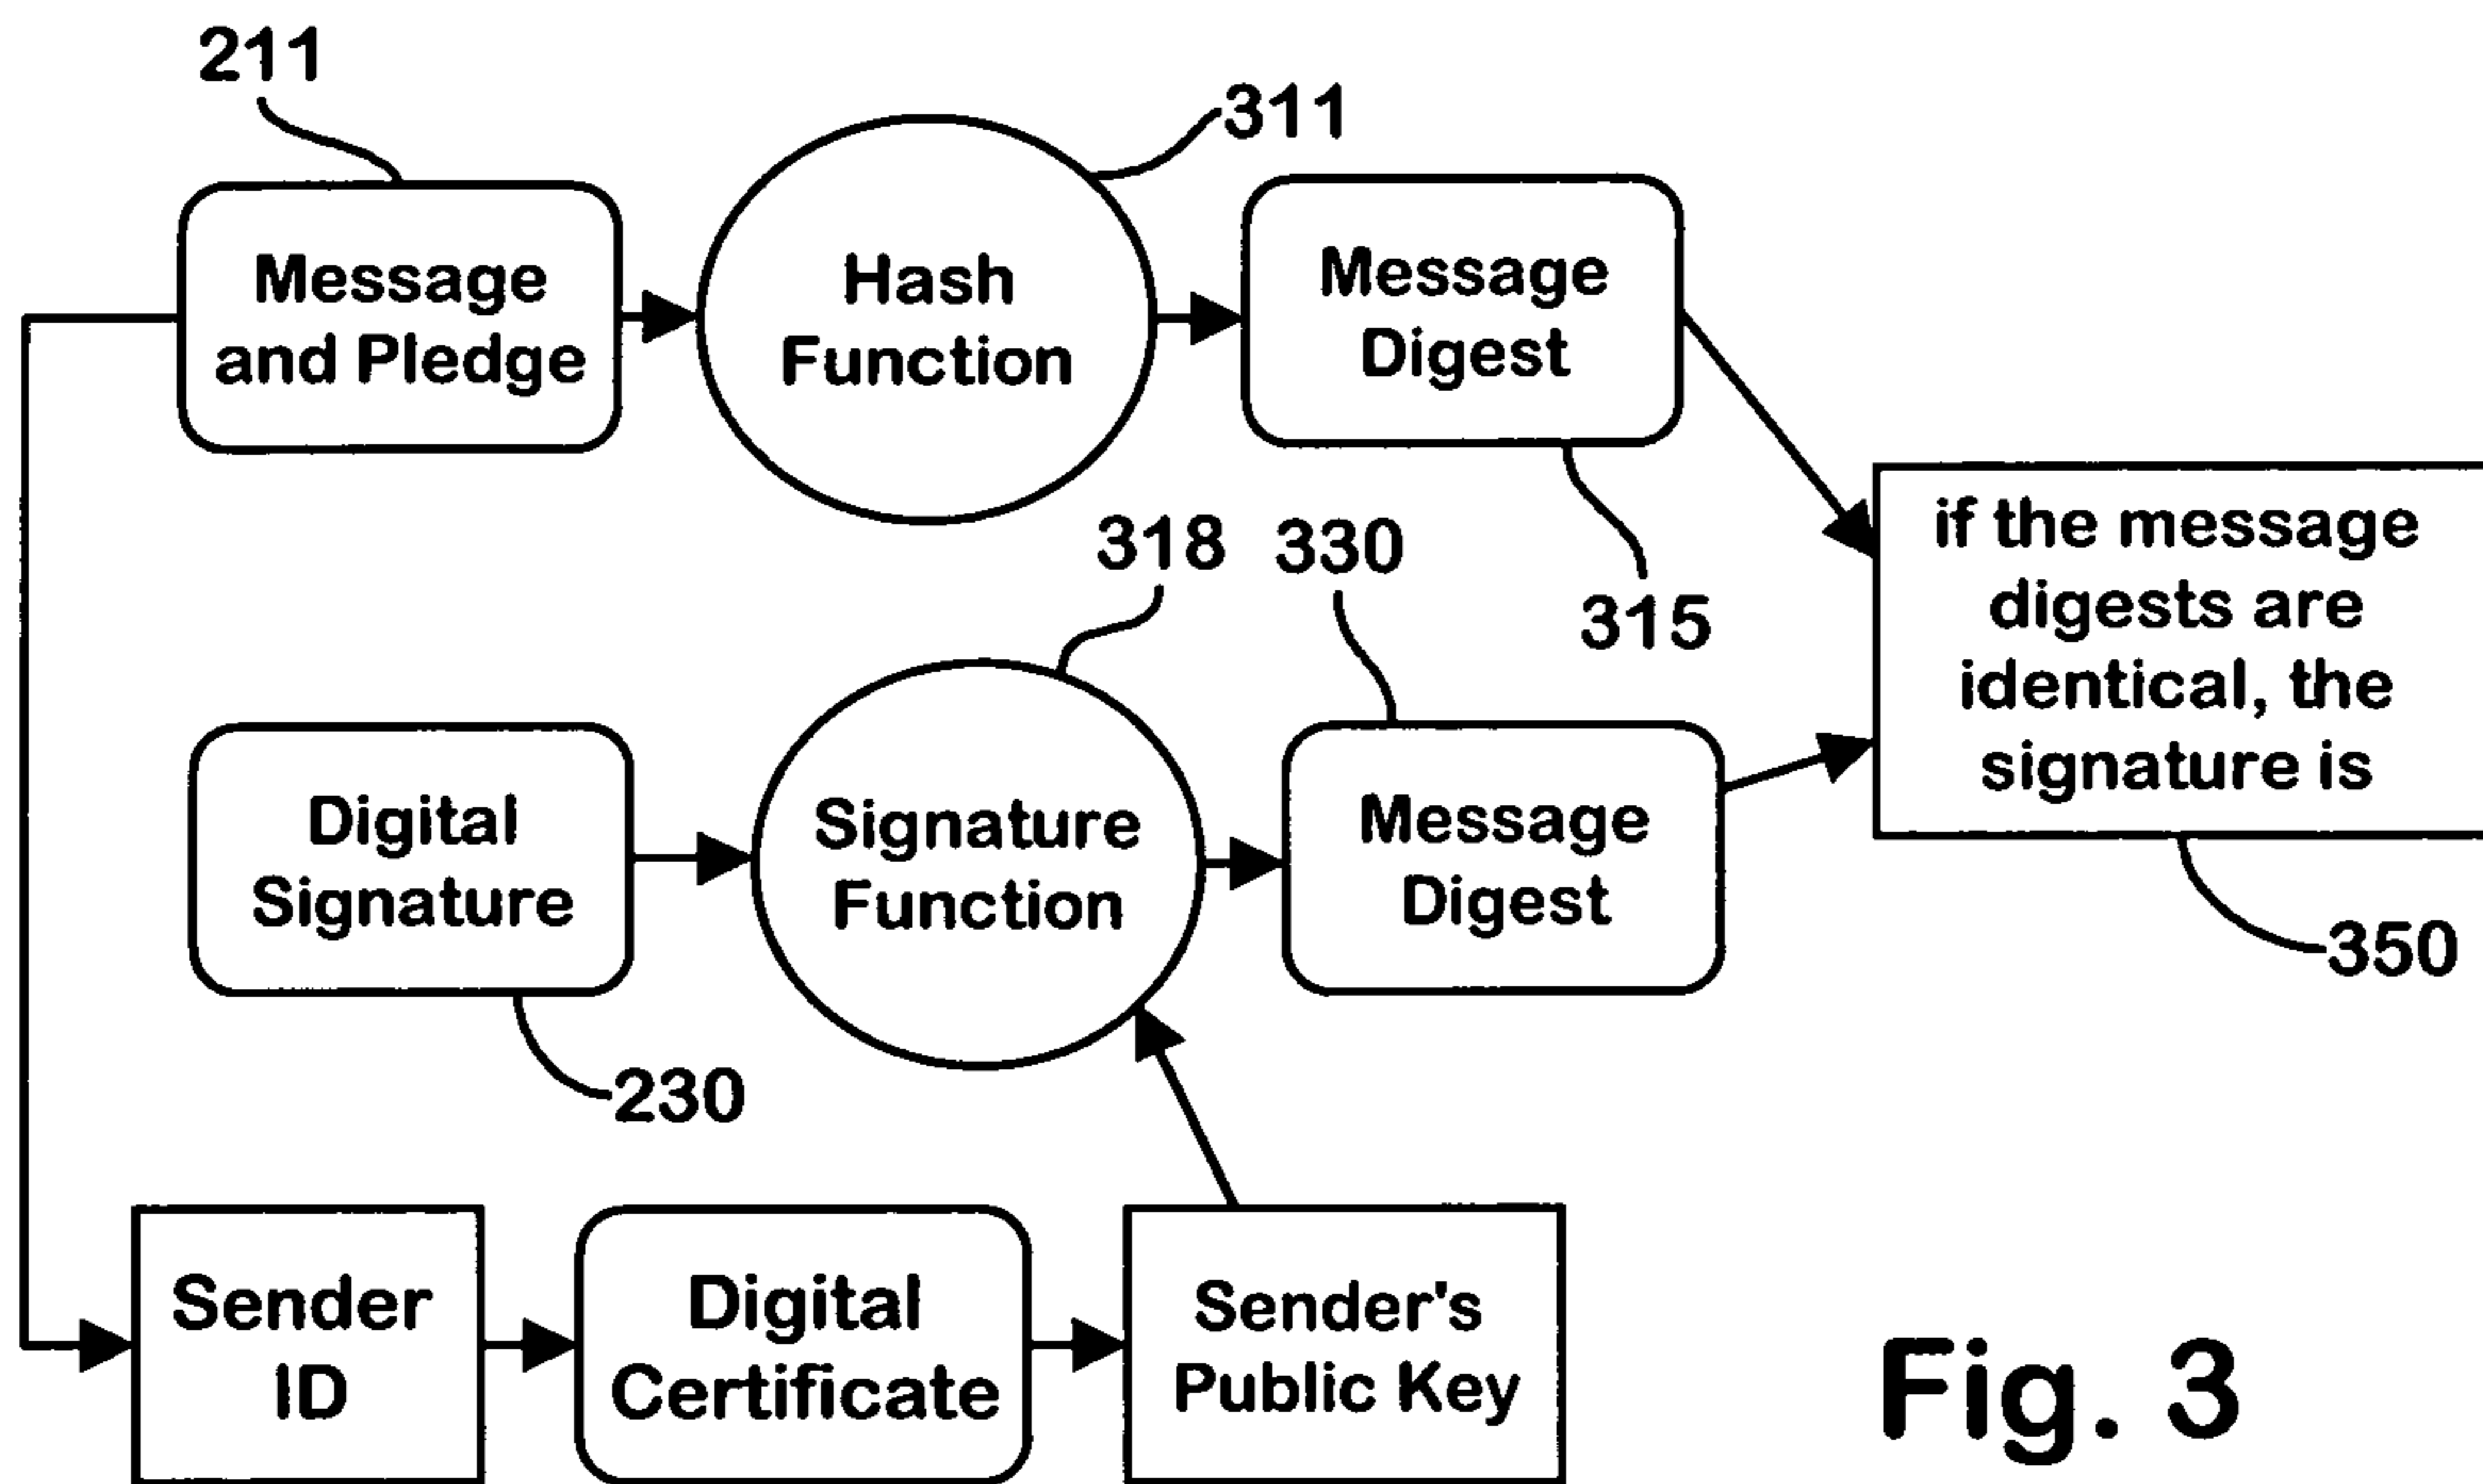 211
311
Message
and Pledge
Hash
Function
Message
Digest
318
330
315
if the message
digests are
identical, the
signature is
Digital
Signature
Signature
Function
Message
Digest
350
230
Sender
ID
Digital
Certificate
Sender's
Public Key
Fig. 3